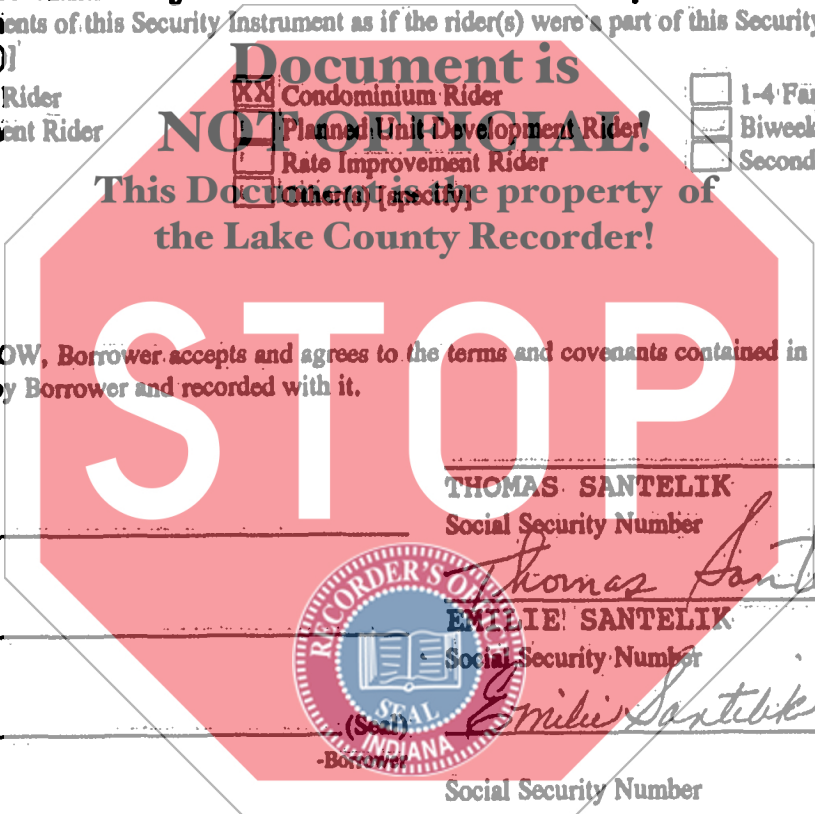 ents of this Security Instrument as if the rider(s) were a part of this Security
Document is
Rider XX Condominium Rider 1-4 Fa
ent Rider Planned Unit Development Rider Biweek
NOT OFFICIAL!
Rate Improvement Rider Second
Other(s) [specify]
This Document is the property of
the Lake County Recorder!
OW, Borrower accepts and agrees to the terms and covenants contained in
y Borrower and recorded with it.
STOP
THOMAS SANTELIK
Social Security Number
Thomas Sant
EMILIE SANTELIK
Social Security Number
Emilie Santelik
(Seal)
-Borrower
Social Security Number
RECORDER'S OFFICE
SEAL
INDIANA